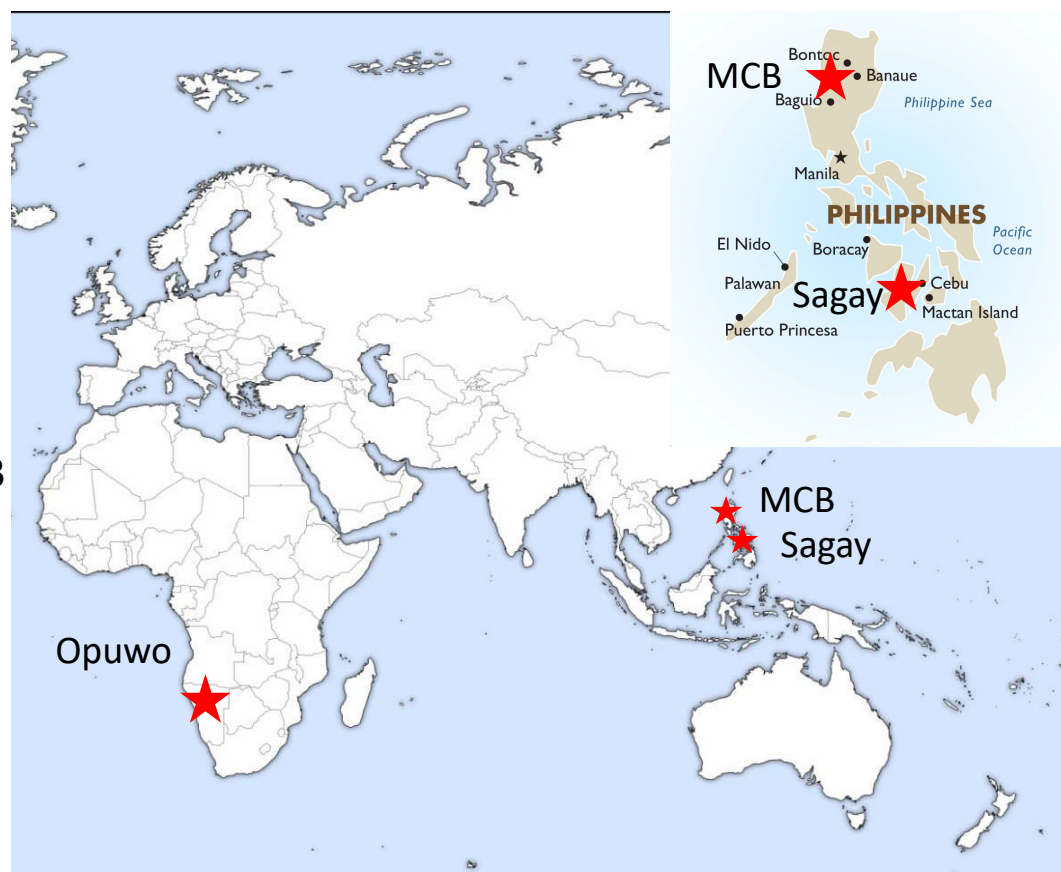 Bontoc
MCB
Banaue
Baguio
Philippine Sea
Manila
PHILIPPINES
Pacific
Ocean
El Nido
Boracay
Palawan
Sagay
Cebu
Mactan Island
Puerto Princesa
MCB
Sagay
Opuwo